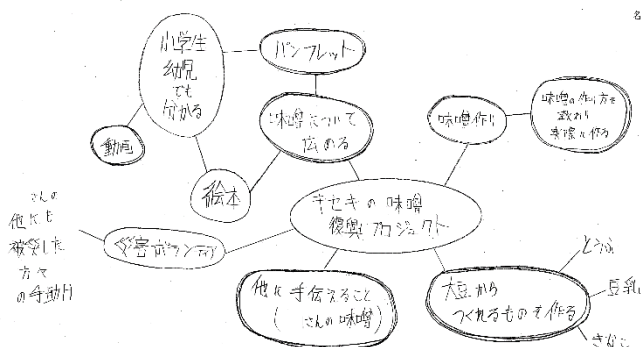 名
小学生
幼児
でも
分かる
パンフレット
味噌について
広める
動画
絵本
味噌作り
味噌の作り方を
教わり
実際に作る
キセキの味噌
復興プロジェクト
災害ボランティア
さんの
他にも
被災した
方々
の手助け
他に手伝えること
( さんの味噌)
大豆から
つくれるものを作る
とうふ
豆乳
きなこ